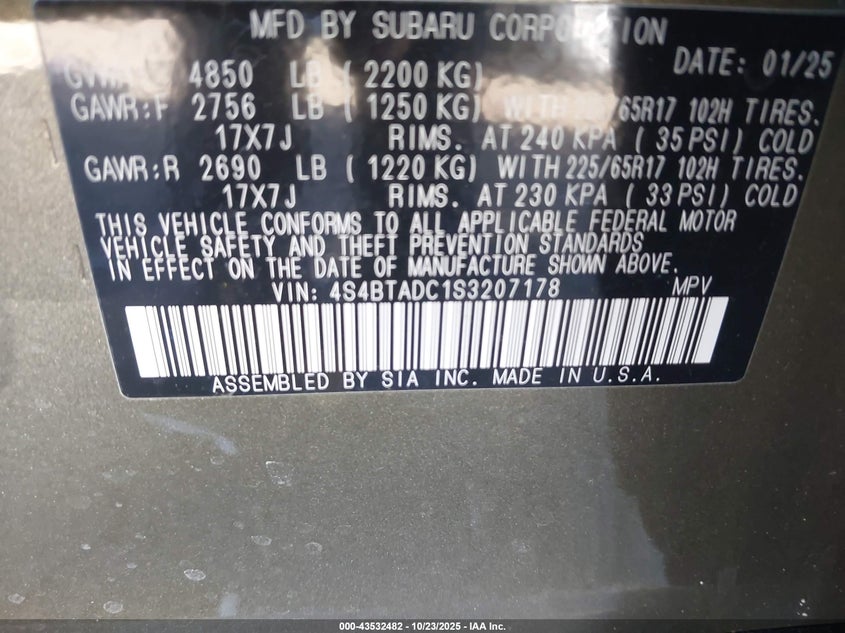 MFD BY SUBARU CORPORATION
DATE: 01/25
4850 LB ( 2200 KG)
GAWR:F 2756 LB ( 1250 KG) WITH 225/65R17 102H TIRES.
17X7J RIMS. AT 240 KPA ( 35 PSI) COLD
GAWR:R 2690 LB ( 1220 KG) WITH 225/65R17 102H TIRES.
17X7J RIMS. AT 230 KPA ( 33 PSI) COLD
THIS VEHICLE CONFORMS TO ALL APPLICABLE FEDERAL MOTOR
VEHICLE SAFETY AND THEFT PREVENTION STANDARDS
IN EFFECT ON THE DATE OF MANUFACTURE SHOWN ABOVE.
VIN: 4S4BTADC1S3207178 MPV
ASSEMBLED BY SIA INC. MADE IN U.S.A.
000-43532482 - 10/23/2025 - IAA Inc.